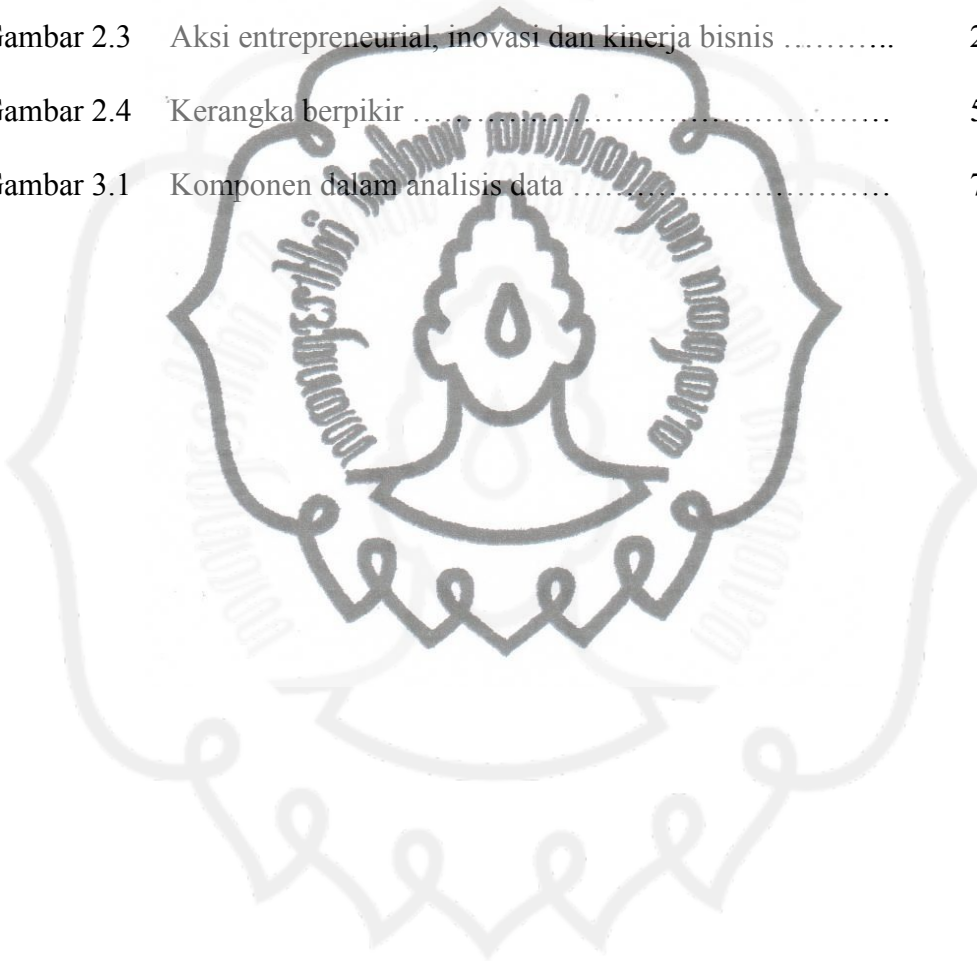 Gambar 2.3 Aksi entrepreneurial, inovasi dan kinerja bisnis ……….. 2
Gambar 2.4 Kerangka berpikir ………………………………………. 5
Gambar 3.1 Komponen dalam analisis data …………………………. 7